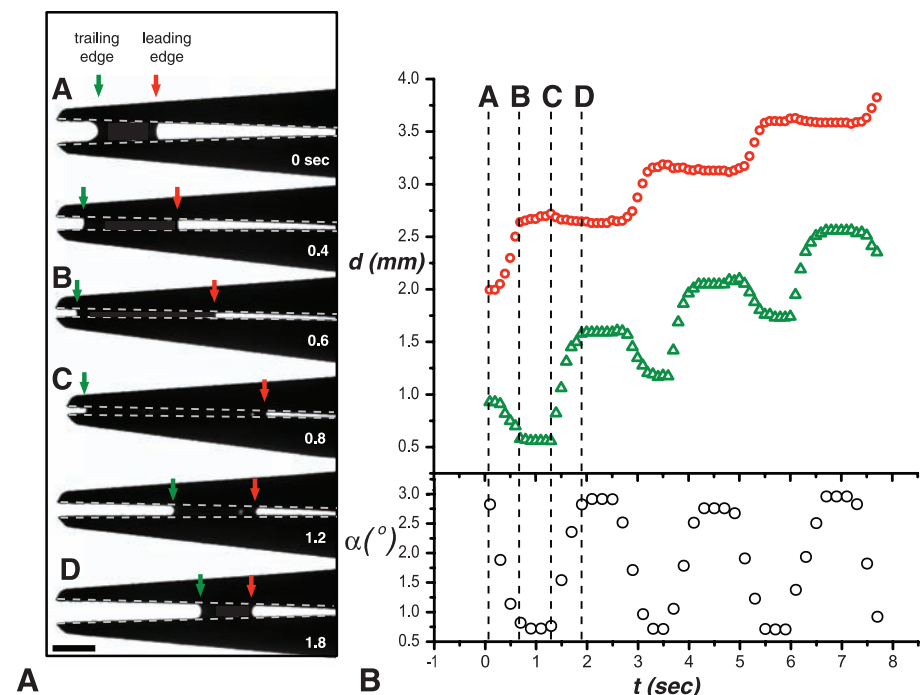 trailing edge
leading edge
A
0 sec
0.4
B
0.6
C
0.8
1.2
D
1.8
A
A B C D
4.0
3.5
3.0
2.5
d (mm)
2.0
1.5
1.0
0.5
3.0
2.5
α(°)
2.0
1.5
1.0
0.5
-1 0 1 2 3 4 5 6 7 8
B
t (sec)